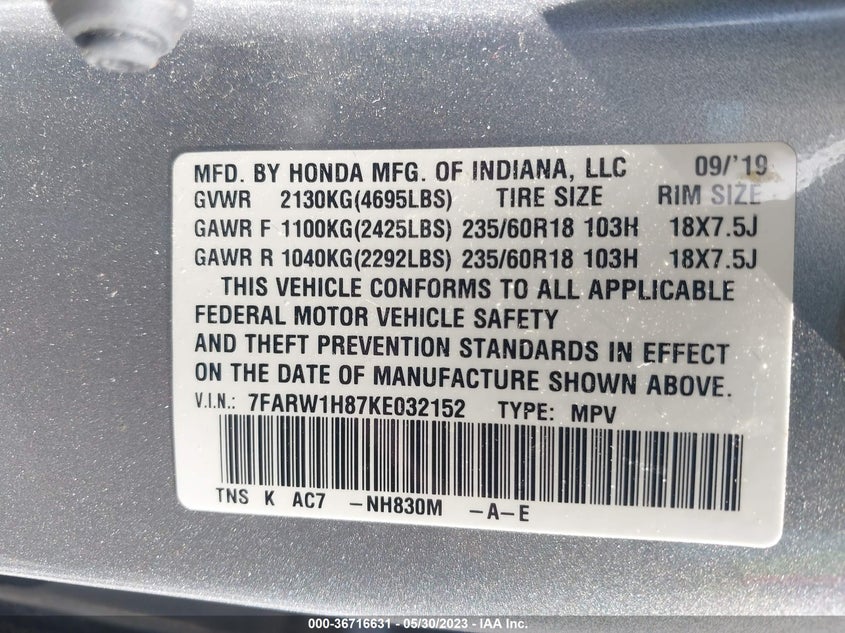 MFD. BY HONDA MFG. OF INDIANA, LLC 09/'19
GVWR 2130KG(4695LBS) TIRE SIZE RIM SIZE
GAWR F 1100KG(2425LBS) 235/60R18 103H 18X7.5J
GAWR R 1040KG(2292LBS) 235/60R18 103H 18X7.5J
THIS VEHICLE CONFORMS TO ALL APPLICABLE
FEDERAL MOTOR VEHICLE SAFETY
AND THEFT PREVENTION STANDARDS IN EFFECT
ON THE DATE OF MANUFACTURE SHOWN ABOVE.
V.I.N.: 7FARW1H87KE032152 TYPE: MPV
TNS K AC7 -NH830M -A-E
000-36716631 - 05/30/2023 - IAA Inc.